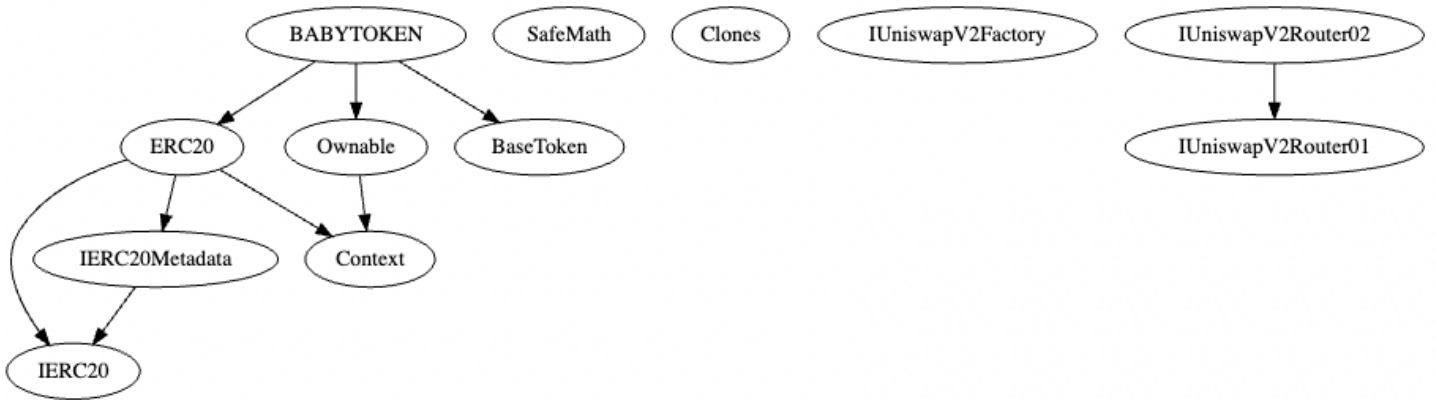 BABYTOKEN
SafeMath
Clones
IUniswapV2Factory
IUniswapV2Router02
ERC20
Ownable
BaseToken
IUniswapV2Router01
IERC20Metadata
Context
IERC20